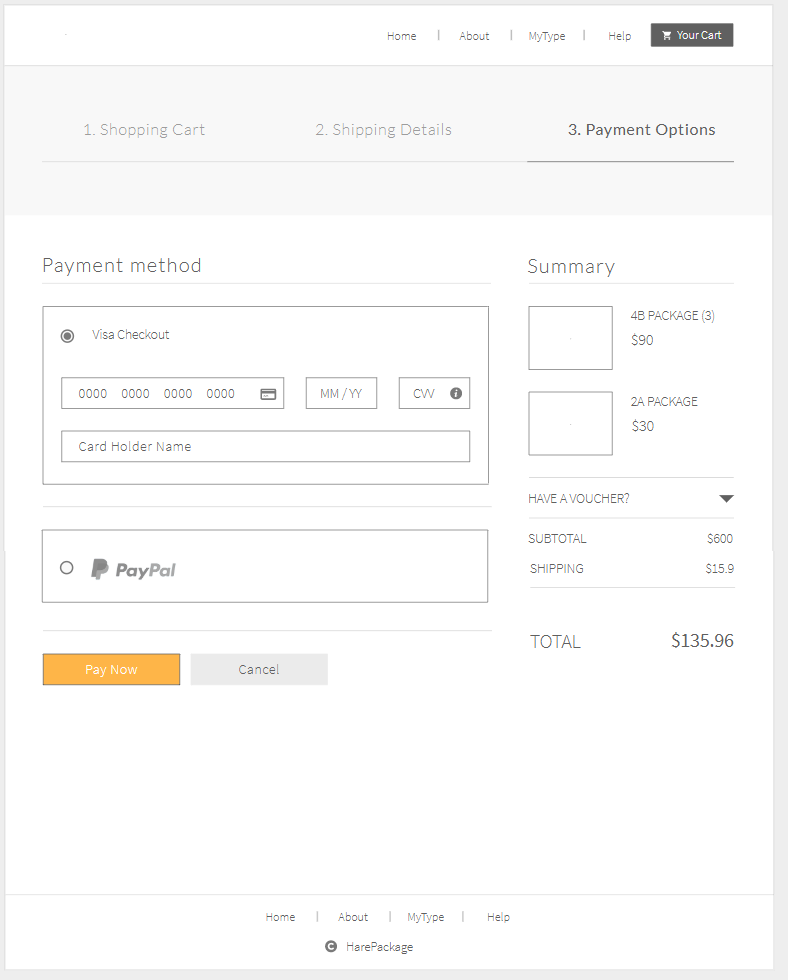 Home | About | MyType | Help Your Cart
1. Shopping Cart 2. Shipping Details 3. Payment Options
Payment method
Visa Checkout
0000 0000 0000 0000 MM / YY CVV i
Card Holder Name
PayPal
Pay Now Cancel
Summary
4B PACKAGE (3)
$90
2A PACKAGE
$30
HAVE A VOUCHER?
SUBTOTAL $600
SHIPPING $15.9
TOTAL $135.96
Home | About | MyType | Help
© HarePackage